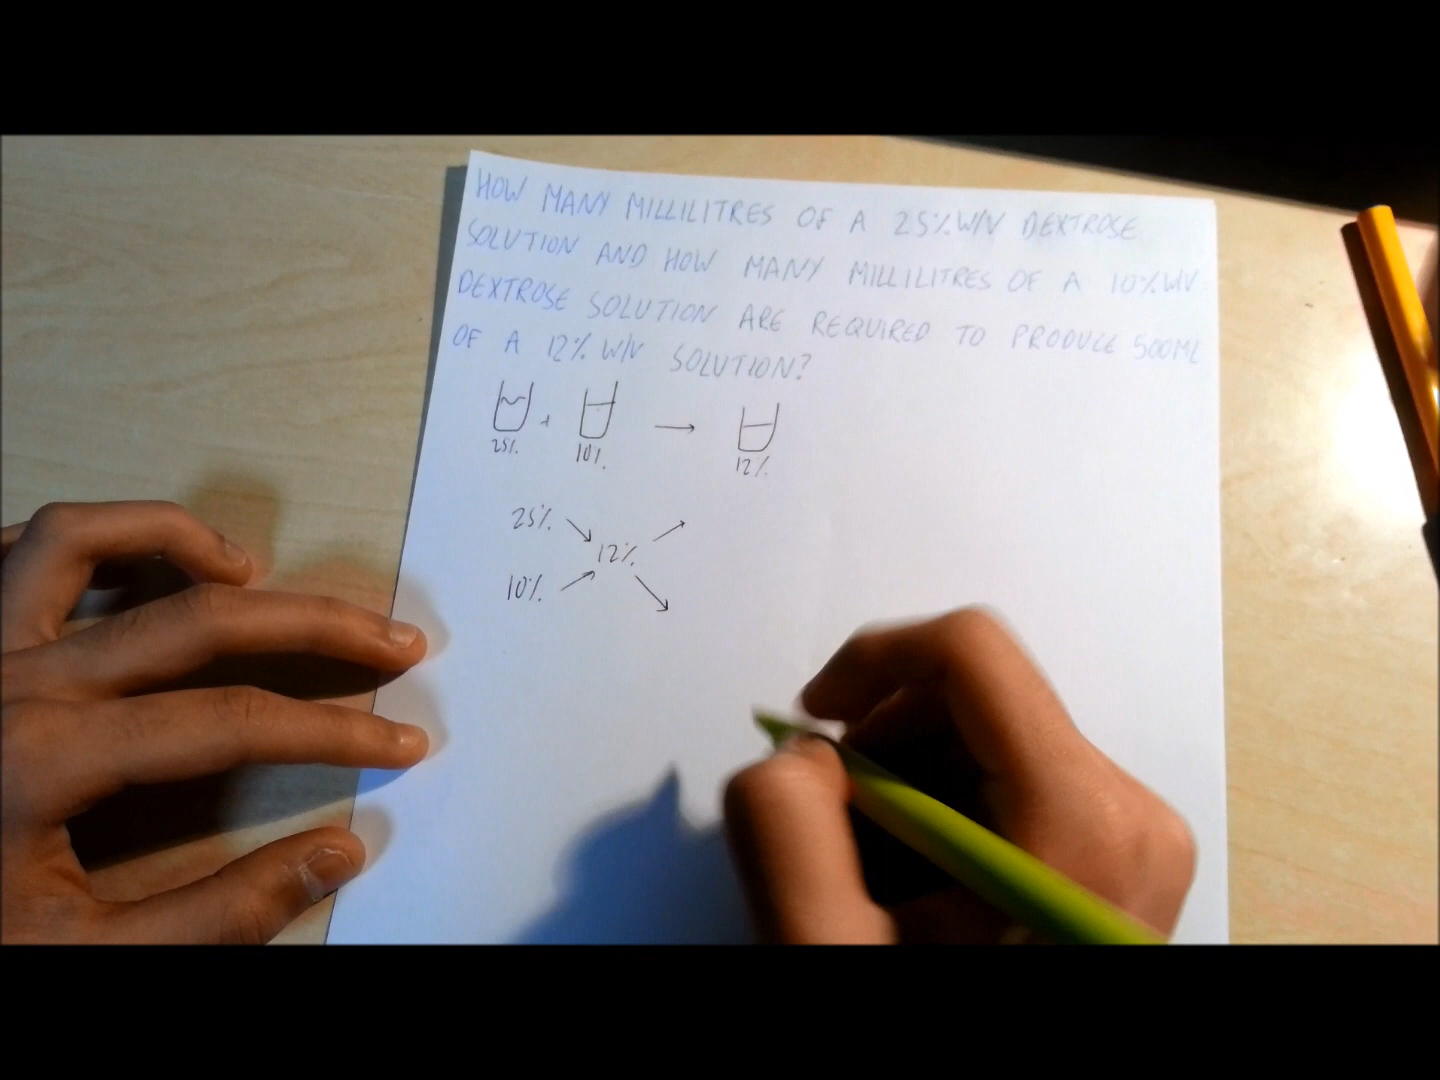 HOW MANY MILLILITRES OF A 25% W/V DEXTROSE
SOLUTION AND HOW MANY MILLILITRES OF A 10% W/V
DEXTROSE SOLUTION ARE REQUIRED TO PRODUCE 500ML
OF A 12% W/V SOLUTION?
+ →
25% 10% 12%
25%
12%
10%